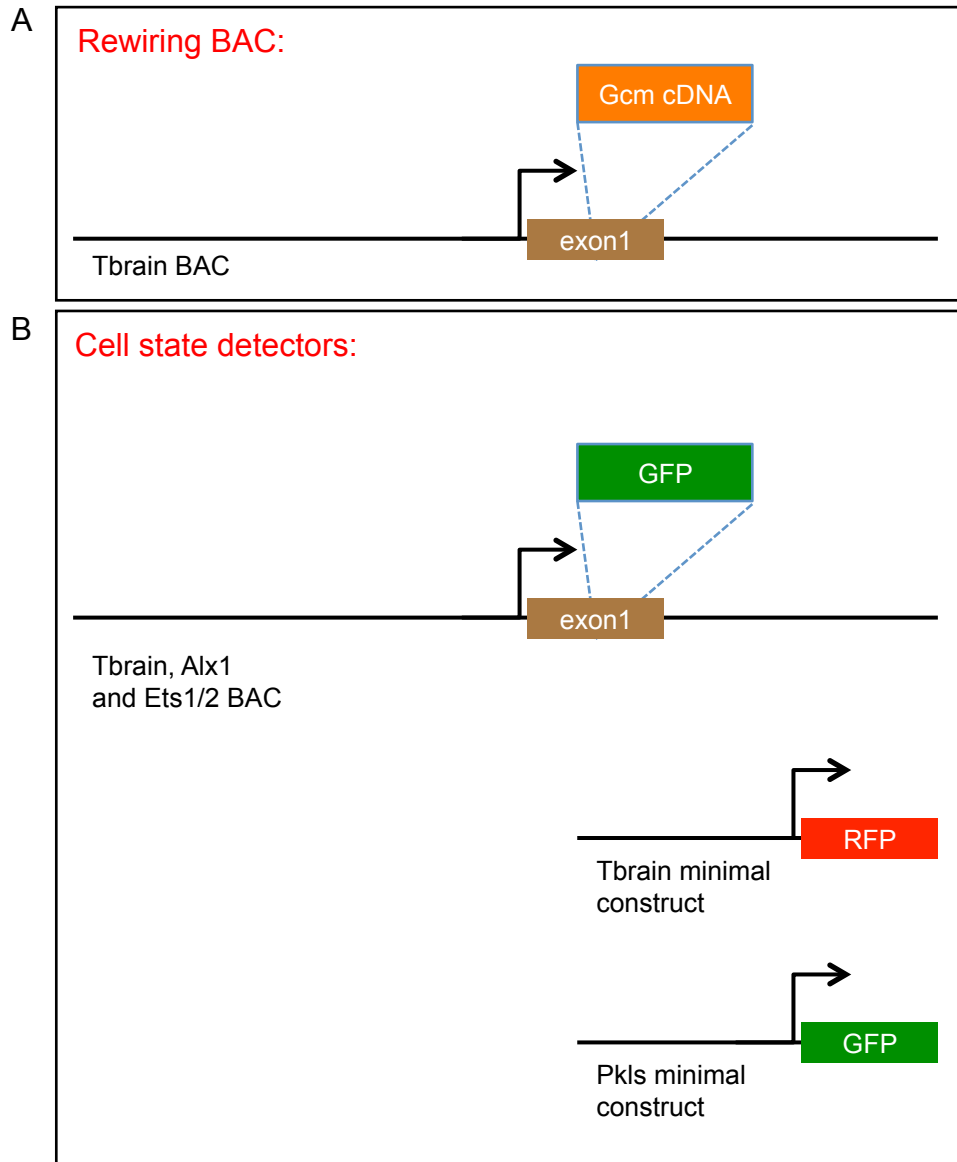 A
Rewiring BAC:
Gcm cDNA
exon1
Tbrain BAC
B
Cell state detectors:
GFP
exon1
Tbrain, Alx1
and Ets1/2 BAC
RFP
Tbrain minimal
construct
GFP
Pkls minimal
construct